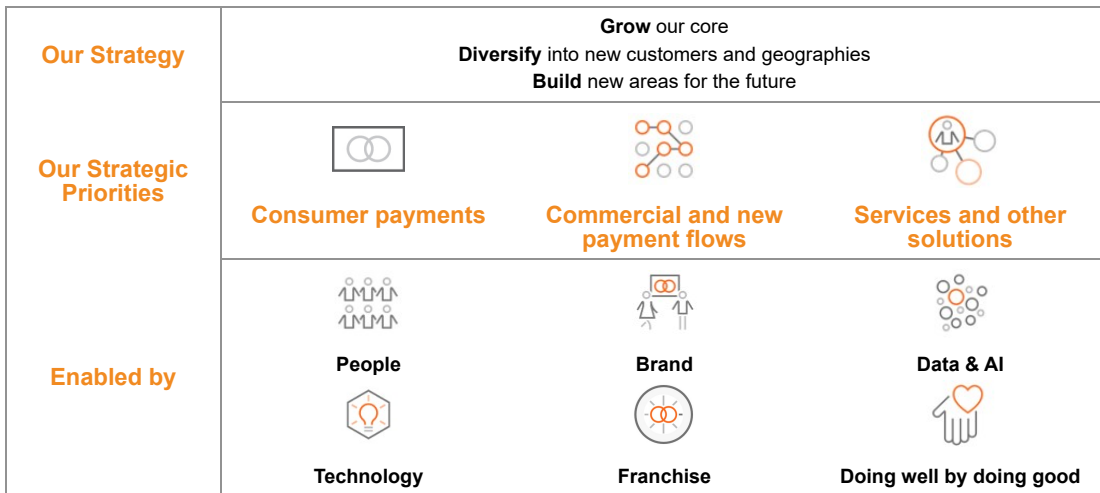 Our Strategy
Grow our core
Diversify into new customers and geographies
Build new areas for the future
Our Strategic
Priorities
Consumer payments
Commercial and new
payment flows
Services and other
solutions
Enabled by
People
Brand
Data & AI
Technology
Franchise
Doing well by doing good